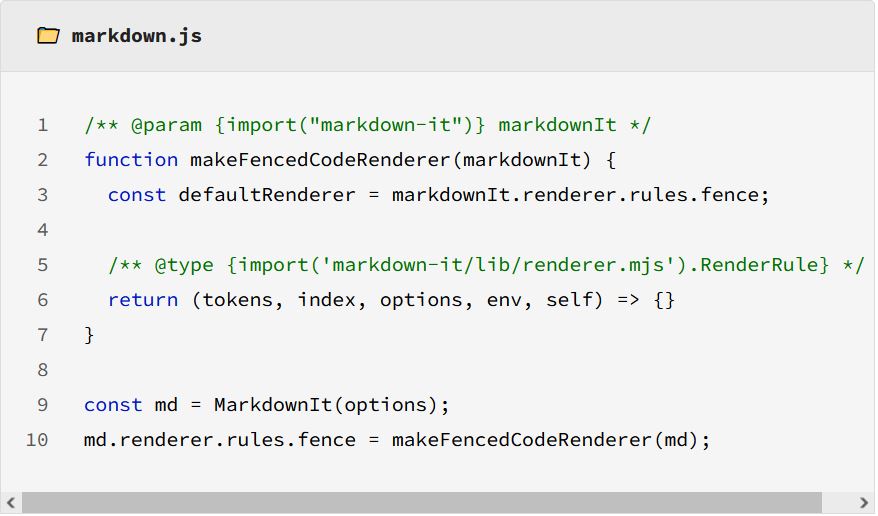 markdown.js
1 /** @param {import("markdown-it")} markdownIt */
2 function makeFencedCodeRenderer(markdownIt) {
3   const defaultRenderer = markdownIt.renderer.rules.fence;
4
5   /** @type {import('markdown-it/lib/renderer.mjs').RenderRule} */
6   return (tokens, index, options, env, self) => {}
7 }
8
9 const md = MarkdownIt(options);
10 md.renderer.rules.fence = makeFencedCodeRenderer(md);